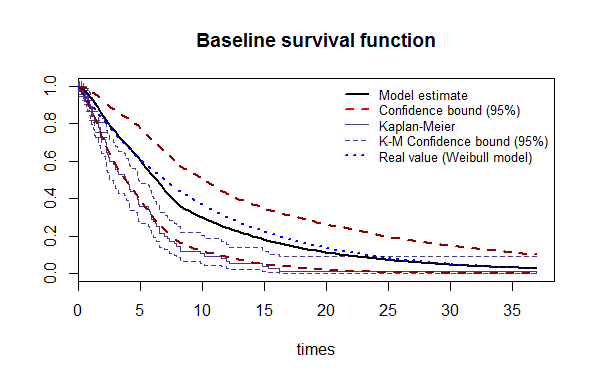 Baseline survival function
Model estimate
Confidence bound (95%)
Kaplan-Meier
K-M Confidence bound (95%)
Real value (Weibull model)
1.0
0.8
0.6
0.4
0.2
0.0
0 5 10 15 20 25 30 35
times